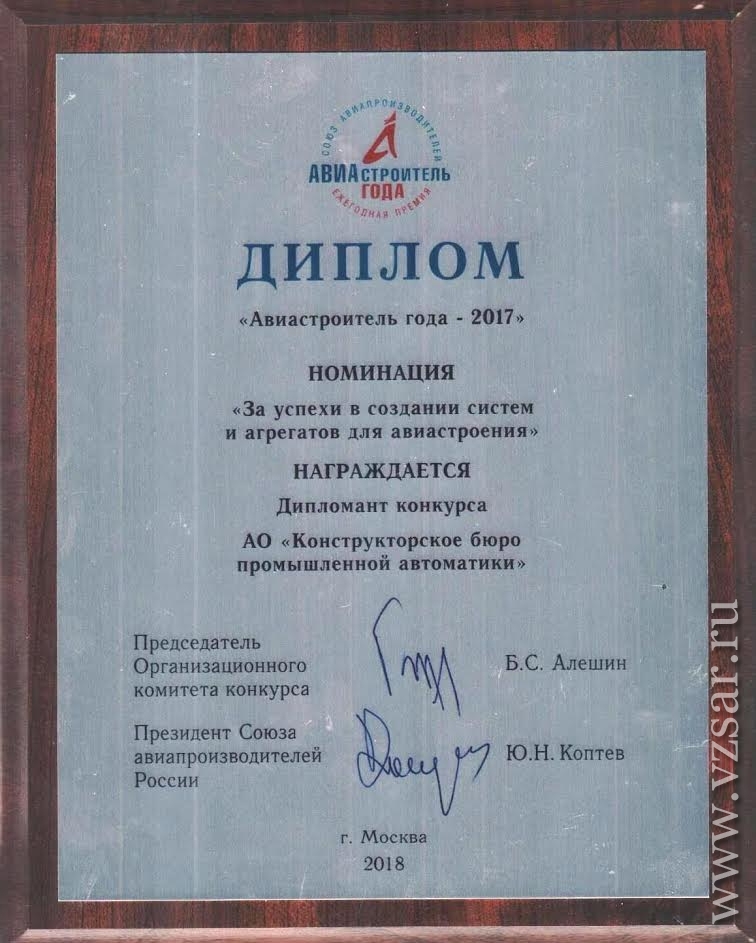 СОЮЗ АВИАПРОИЗВОДИТЕЛЕЙ
АВИАСТРОИТЕЛЬ
ГОДА
ЕЖЕГОДНАЯ ПРЕМИЯ
ДИПЛОМ
«Авиастроитель года - 2017»
НОМИНАЦИЯ
«За успехи в создании систем
и агрегатов для авиастроения»
НАГРАЖДАЕТСЯ
Дипломант конкурса
АО «Конструкторское бюро
промышленной автоматики»
Председатель
Организационного
комитета конкурса
Б.С. Алешин
Президент Союза
авиапроизводителей
России
Ю.Н. Коптев
г. Москва
2018
www.vzsar.ru